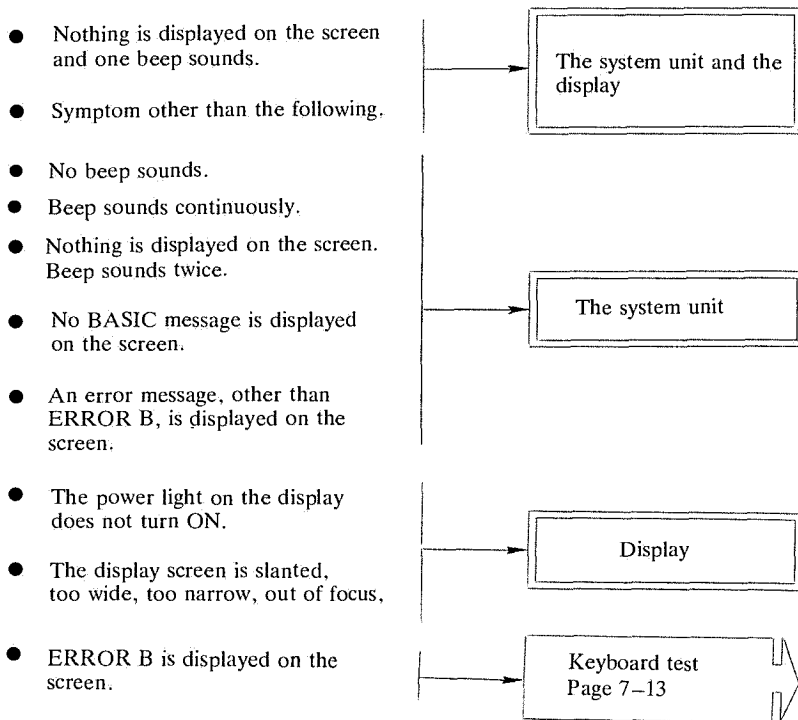 ● Nothing is displayed on the screen
and one beep sounds.
● Symptom other than the following.
The system unit and the
display
● No beep sounds.
● Beep sounds continuously.
● Nothing is displayed on the screen.
Beep sounds twice.
● No BASIC message is displayed
on the screen.
● An error message, other than
ERROR B, is displayed on the
screen.
The system unit
● The power light on the display
does not turn ON.
● The display screen is slanted,
too wide, too narrow, out of focus,
Display
● ERROR B is displayed on the
screen.
Keyboard test
Page 7–13